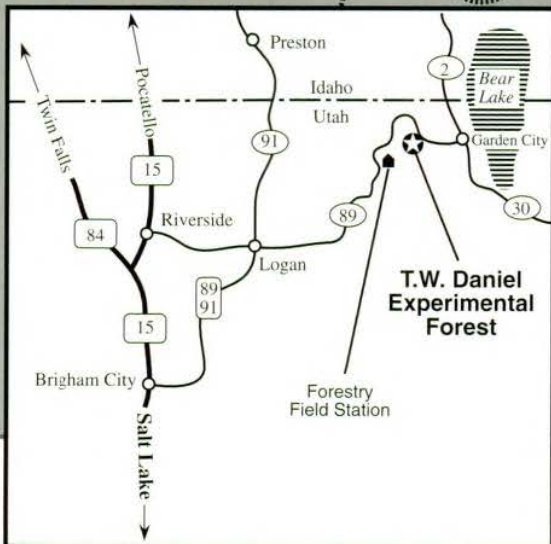 Preston
2
Bear
Lake
Idaho
Utah
Pocatello
Twin Falls
91
Garden City
15
89
30
Riverside
84
Logan
T.W. Daniel
Experimental
Forest
89
91
15
Forestry
Field Station
Brigham City
Salt Lake